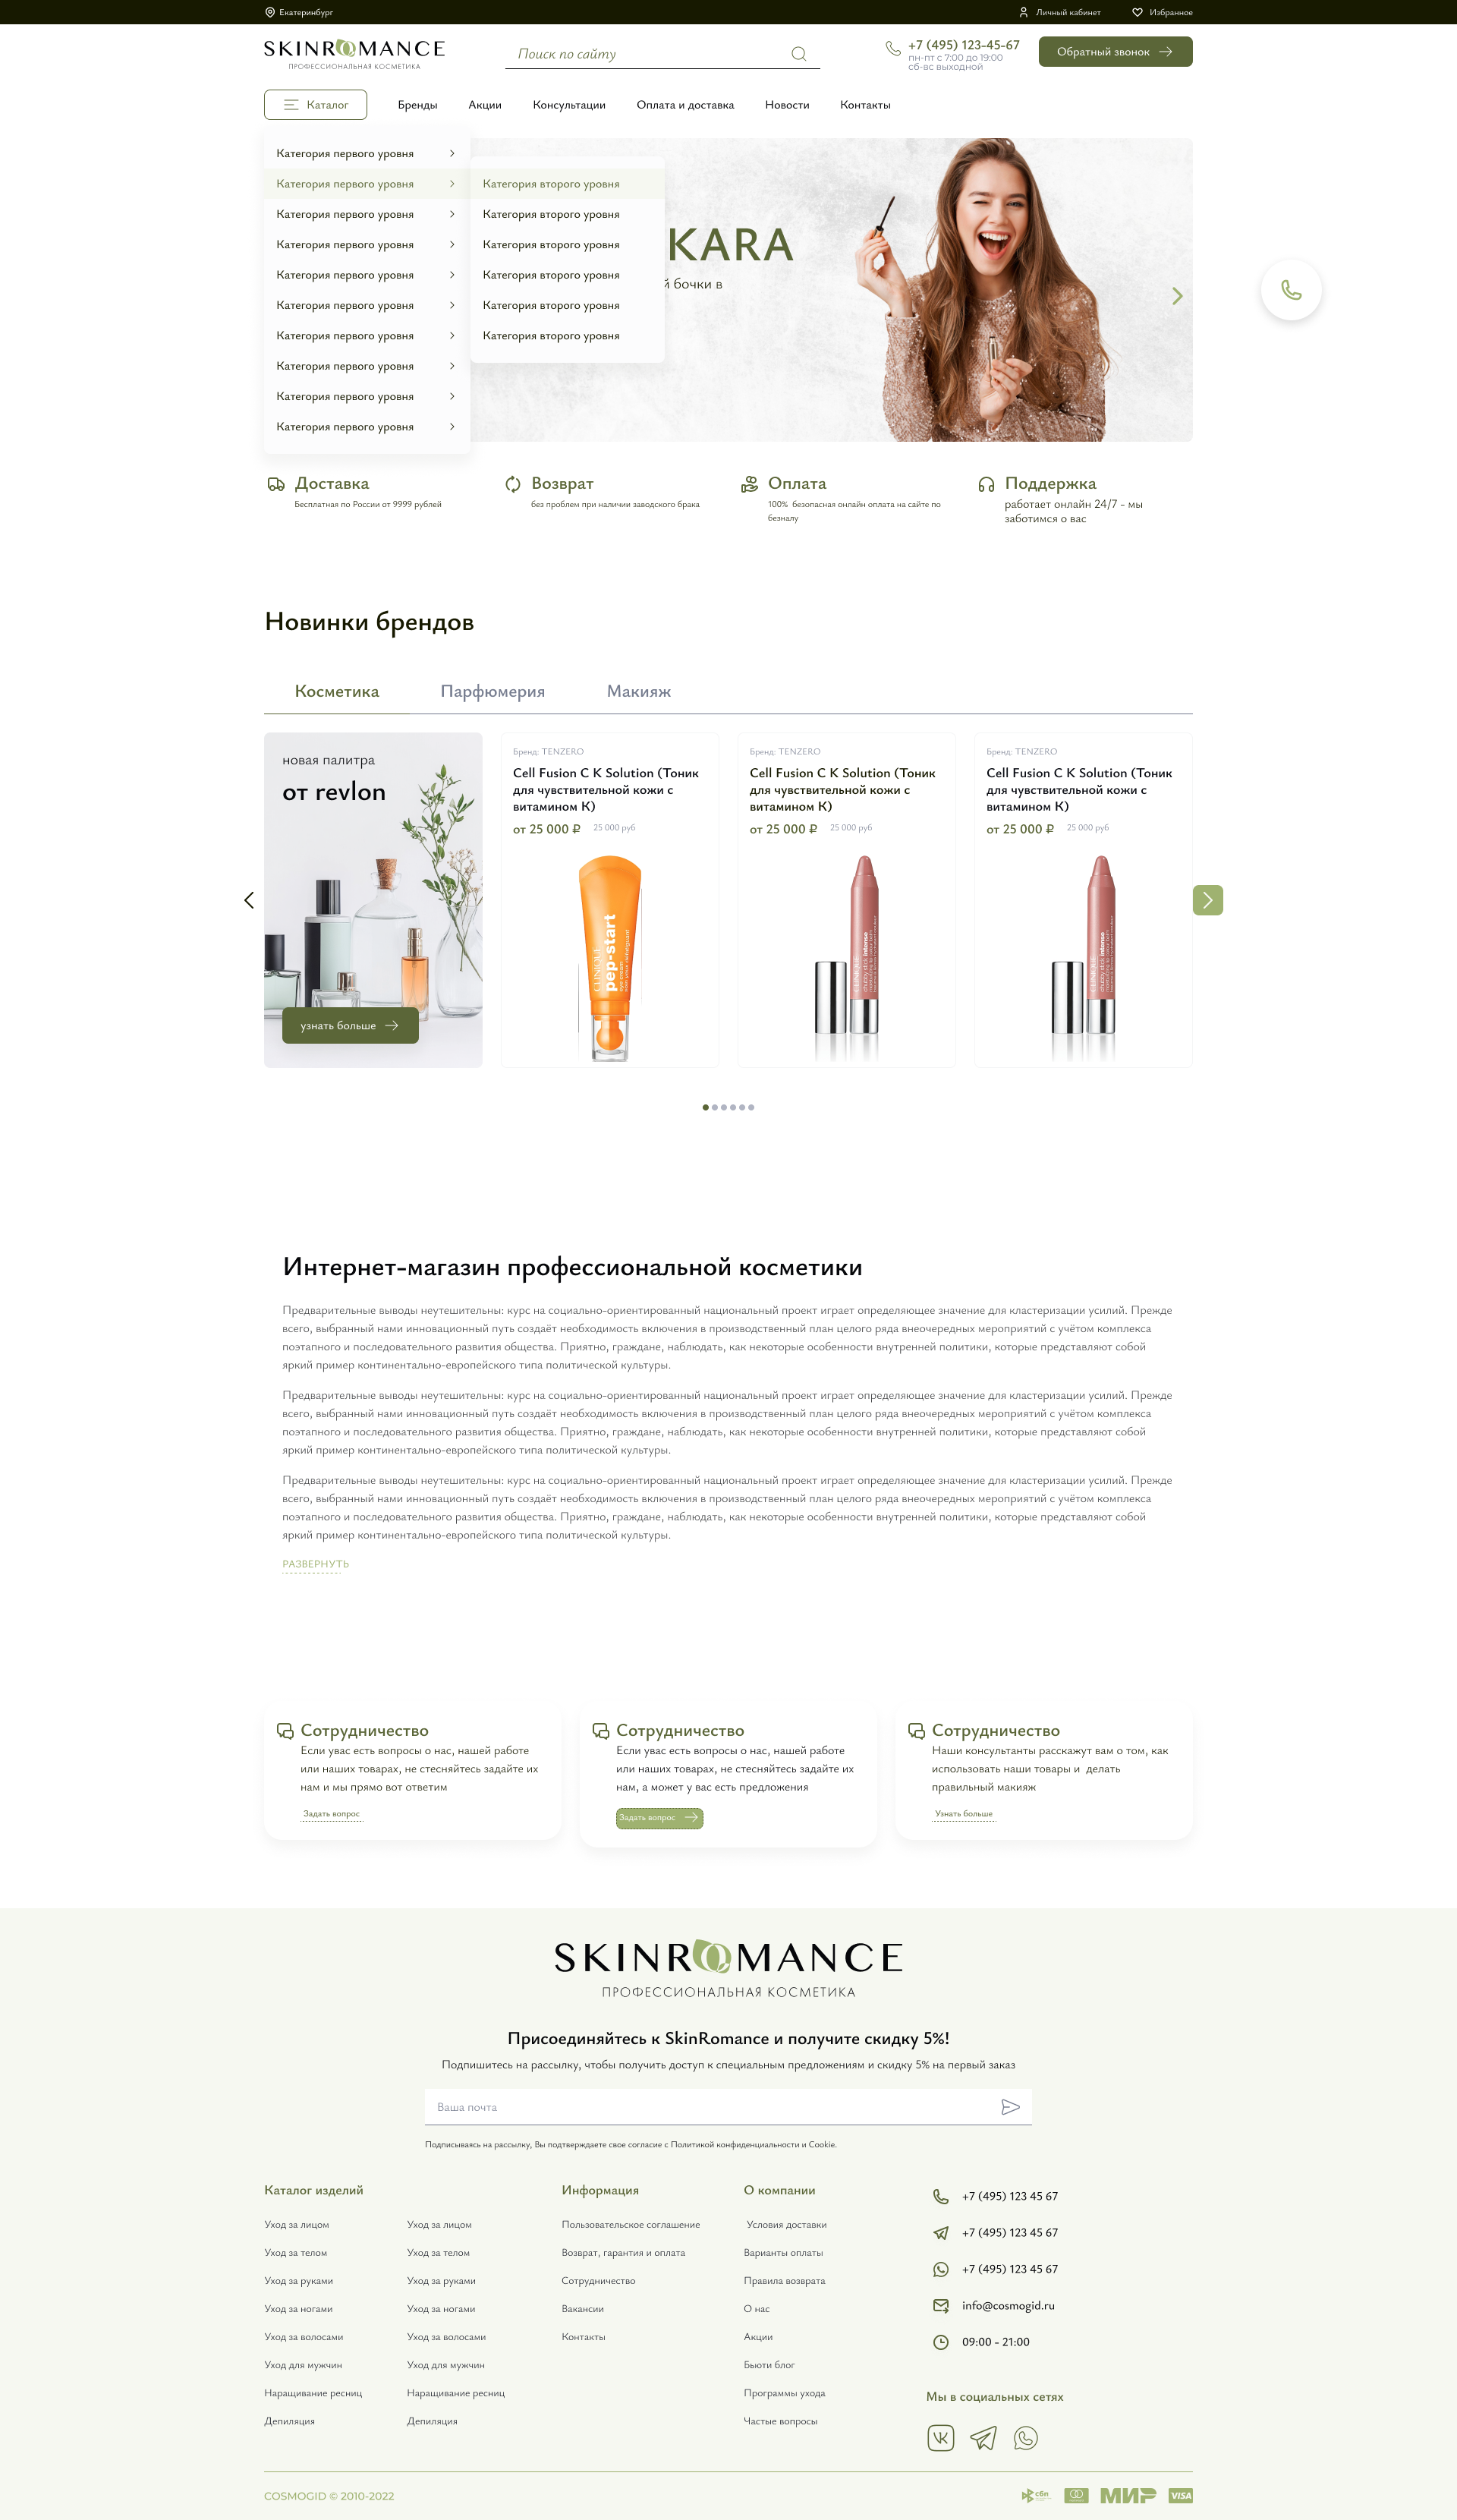 Екатеринбург
Личный кабинет
Избранное
SKINROMANCE
ПРОФЕССИОНАЛЬНАЯ КОСМЕТИКА
Поиск по сайту
+7 (495) 123-45-67
пн-пт с 7:00 до 19:00
сб-вс выходной
Обратный звонок
Каталог
Бренды
Акции
Консультации
Оплата и доставка
Новости
Контакты
Категория первого уровня
Категория первого уровня
Категория первого уровня
Категория первого уровня
Категория первого уровня
Категория первого уровня
Категория первого уровня
Категория первого уровня
Категория первого уровня
Категория первого уровня
Категория второго уровня
Категория второго уровня
Категория второго уровня
Категория второго уровня
Категория второго уровня
Категория второго уровня
KARA
й бочки в
Доставка
Бесплатная по России от 9999 рублей
Возврат
без проблем при наличии заводского брака
Оплата
100% безопасная онлайн оплата на сайте по
безналу
Поддержка
работает онлайн 24/7 - мы
заботимся о вас
Новинки брендов
Косметика
Парфюмерия
Макияж
новая палитра
от revlon
узнать больше
Бренд: TENZERO
Cell Fusion C K Solution (Тоник
для чувствительной кожи с
витамином К)
от 25 000 ₽
25 000 руб
CLINIQUE
pep-start
Бренд: TENZERO
Cell Fusion C K Solution (Тоник
для чувствительной кожи с
витамином К)
от 25 000 ₽
25 000 руб
CLINIQUE
chubby stick intense
Бренд: TENZERO
Cell Fusion C K Solution (Тоник
для чувствительной кожи с
витамином К)
от 25 000 ₽
25 000 руб
CLINIQUE
chubby stick intense
Интернет-магазин профессиональной косметики
Предварительные выводы неутешительны: курс на социально-ориентированный национальный проект играет определяющее значение для кластеризации усилий. Прежде
всего, выбранный нами инновационный путь создаёт необходимость включения в производственный план целого ряда внеочередных мероприятий с учётом комплекса
поэтапного и последовательного развития общества. Приятно, граждане, наблюдать, как некоторые особенности внутренней политики, которые представляют собой
яркий пример континентально-европейского типа политической культуры.
Предварительные выводы неутешительны: курс на социально-ориентированный национальный проект играет определяющее значение для кластеризации усилий. Прежде
всего, выбранный нами инновационный путь создаёт необходимость включения в производственный план целого ряда внеочередных мероприятий с учётом комплекса
поэтапного и последовательного развития общества. Приятно, граждане, наблюдать, как некоторые особенности внутренней политики, которые представляют собой
яркий пример континентально-европейского типа политической культуры.
Предварительные выводы неутешительны: курс на социально-ориентированный национальный проект играет определяющее значение для кластеризации усилий. Прежде
всего, выбранный нами инновационный путь создаёт необходимость включения в производственный план целого ряда внеочередных мероприятий с учётом комплекса
поэтапного и последовательного развития общества. Приятно, граждане, наблюдать, как некоторые особенности внутренней политики, которые представляют собой
яркий пример континентально-европейского типа политической культуры.
РАЗВЕРНУТЬ
Сотрудничество
Если увас есть вопросы о нас, нашей работе
или наших товарах, не стесняйтесь задайте их
нам и мы прямо вот ответим
Задать вопрос
Сотрудничество
Если увас есть вопросы о нас, нашей работе
или наших товарах, не стесняйтесь задайте их
нам, а может у вас есть предложения
Задать вопрос
Сотрудничество
Наши консультанты расскажут вам о том, как
использовать наши товары и делать
правильный макияж
Узнать больше
SKINROMANCE
ПРОФЕССИОНАЛЬНАЯ КОСМЕТИКА
Присоединяйтесь к SkinRomance и получите скидку 5%!
Подпишитесь на рассылку, чтобы получить доступ к специальным предложениям и скидку 5% на первый заказ
Ваша почта
Подписываясь на рассылку, Вы подтверждаете свое согласие с Политикой конфиденциальности и Cookie.
Каталог изделий
Уход за лицом
Уход за телом
Уход за руками
Уход за ногами
Уход за волосами
Уход для мужчин
Наращивание ресниц
Депиляция
Уход за лицом
Уход за телом
Уход за руками
Уход за ногами
Уход за волосами
Уход для мужчин
Наращивание ресниц
Депиляция
Информация
Пользовательское соглашение
Возврат, гарантия и оплата
Сотрудничество
Вакансии
Контакты
О компании
Условия доставки
Варианты оплаты
Правила возврата
О нас
Акции
Бьюти блог
Программы ухода
Частые вопросы
+7 (495) 123 45 67
+7 (495) 123 45 67
+7 (495) 123 45 67
info@cosmogid.ru
09:00 - 21:00
Мы в социальных сетях
COSMOGID © 2010-2022
сбп
МИР
VISA